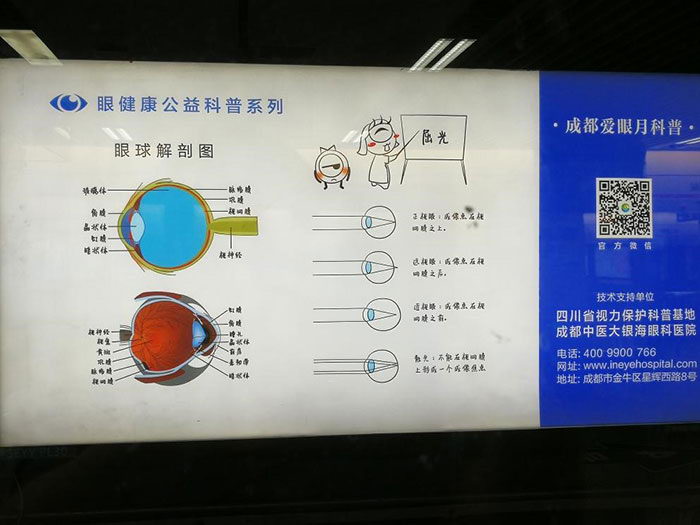 眼健康公益科普系列
眼球解剖图
玻璃体
角膜
晶状体
虹膜
睫状体
脉络膜
巩膜
视网膜
视神经
视神经
视盘
黄斑
巩膜
脉络膜
视网膜
虹膜
角膜
瞳孔
晶状体
前房
悬韧带
睫状体
屈光
正视眼:成像点在视
网膜之上。
远视眼:成像点在视
网膜之后。
近视眼:成像点在视
网膜之前。
散光:不能在视网膜
上形成一个成像焦点
·成都爱眼月科普·
官方微信
技术支持单位
四川省视力保护科普基地
成都中医大银海眼科医院
电话: 400 9900 766
网址: www.ineyehospital.com
地址: 成都市金牛区星辉西路8号